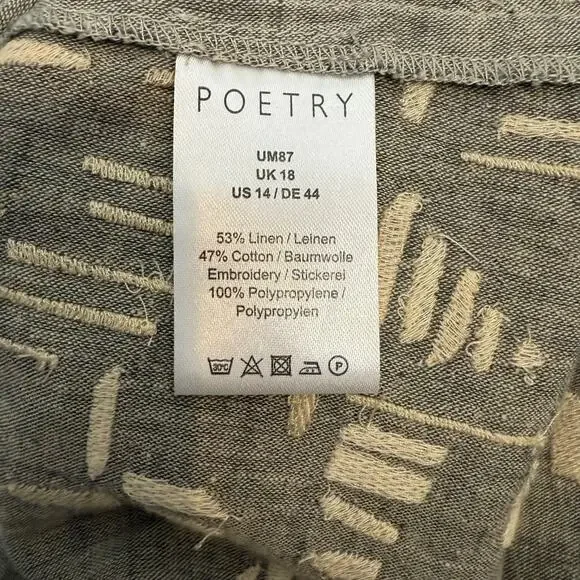 POETRY
UM87
UK 18
US 14 / DE 44
53% Linen / Leinen
47% Cotton / Baumwolle
Embroidery / Stickerei
100% Polypropylene /
Polypropylen
30°C P